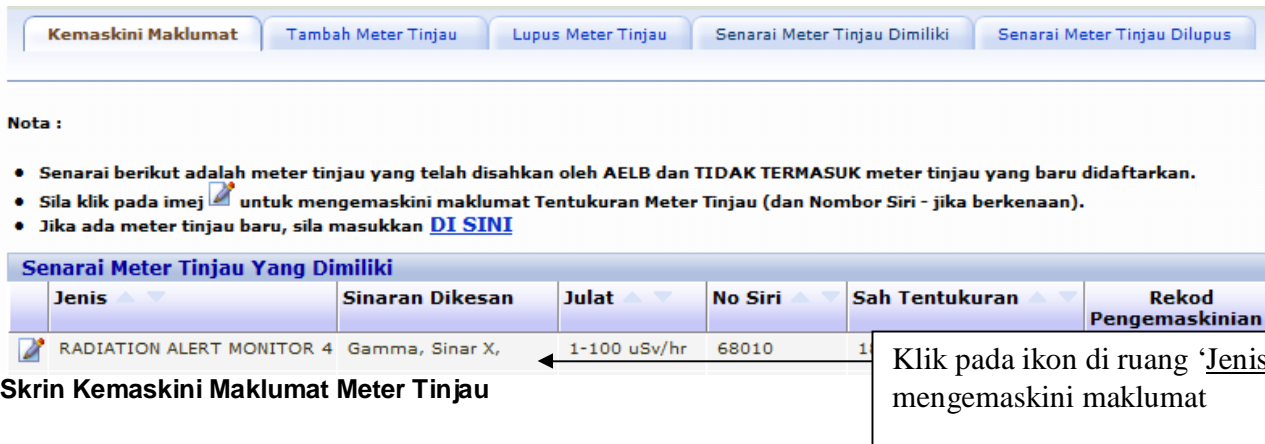 Kemaskini Maklumat Tambah Meter Tinjau Lupus Meter Tinjau Senarai Meter Tinjau Dimiliki Senarai Meter Tinjau Dilupus
Nota :
• Senarai berikut adalah meter tinjau yang telah disahkan oleh AELB dan TIDAK TERMASUK meter tinjau yang baru didaftarkan.
• Sila klik pada imej untuk mengemaskini maklumat Tentukuran Meter Tinjau (dan Nombor Siri - jika berkenaan).
• Jika ada meter tinjau baru, sila masukkan DI SINI
Senarai Meter Tinjau Yang Dimiliki
Jenis Sinaran Dikesan Julat No Siri Sah Tentukuran Rekod
Pengemaskinian
RADIATION ALERT MONITOR 4 Gamma, Sinar X, 1-100 uSv/hr 68010
Klik pada ikon di ruang ‘Jenis
mengemaskini maklumat
Skrin Kemaskini Maklumat Meter Tinjau